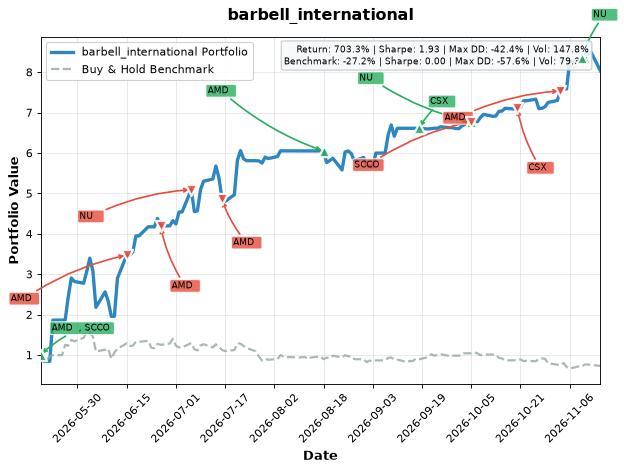 barbell_international
NU
barbell_international Portfolio
Buy & Hold Benchmark
Return: 703.3% | Sharpe: 1.93 | Max DD: -42.4% | Vol: 147.8%
Benchmark: -27.2% | Sharpe: 0.00 | Max DD: -57.6% | Vol:
NU
AMD
CSX
AMD
SCCO
CSX
NU
AMD
AMD
AMD
AMD , SCCO
Portfolio Value
8
7
6
5
4
3
2
1
2026-05-30
2026-06-15
2026-07-01
2026-07-17
2026-08-02
2026-08-18
2026-09-03
2026-09-19
2026-10-05
2026-10-21
2026-11-06
Date